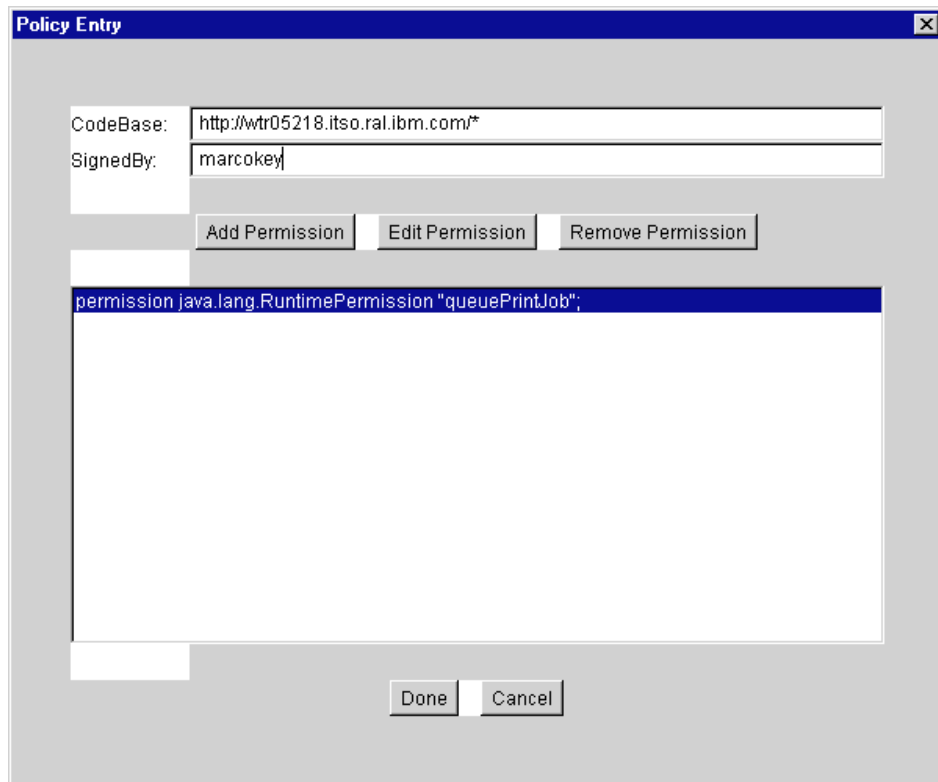 Policy Entry
CodeBase: http://wtr05218.itso.ral.ibm.com/*
SignedBy: marcokey
Add Permission Edit Permission Remove Permission
permission java.lang.RuntimePermission "queuePrintJob";
Done Cancel